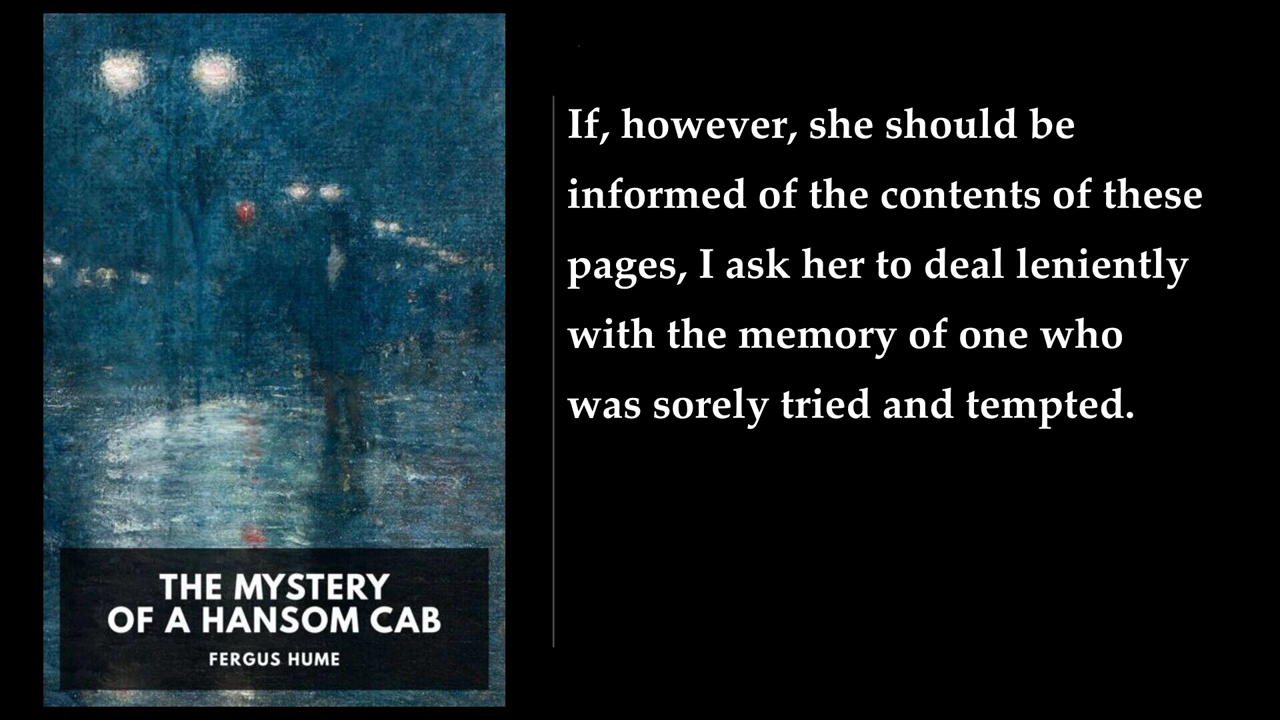 If, however, she should be
informed of the contents of these
pages, I ask her to deal leniently
with the memory of one who
was sorely tried and tempted.
THE MYSTERY
OF A HANSOM CAB
FERGUS HUME